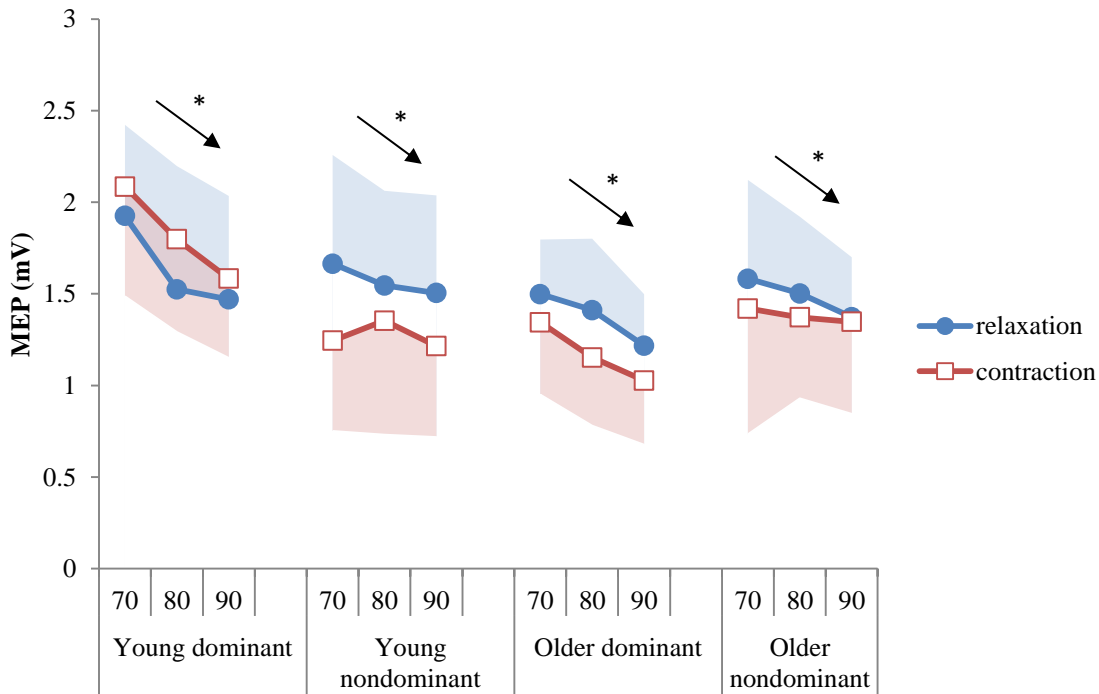 3
2.5
2
1.5
1
0.5
0
MEP (mV)
*
*
*
*
relaxation
contraction
70 80 90 70 80 90 70 80 90 70 80 90
Young dominant
Young
nondominant
Older dominant
Older
nondominant